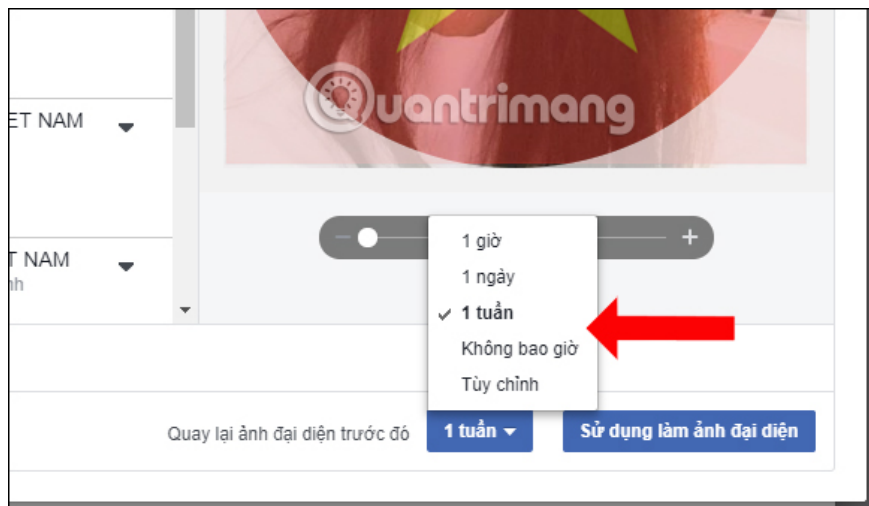 Quantrimang
ET NAM
T NAM
nh
1 giờ
1 ngày
1 tuần
Không bao giờ
Tùy chỉnh
Quay lại ảnh đại diện trước đó
1 tuần
Sử dụng làm ảnh đại diện